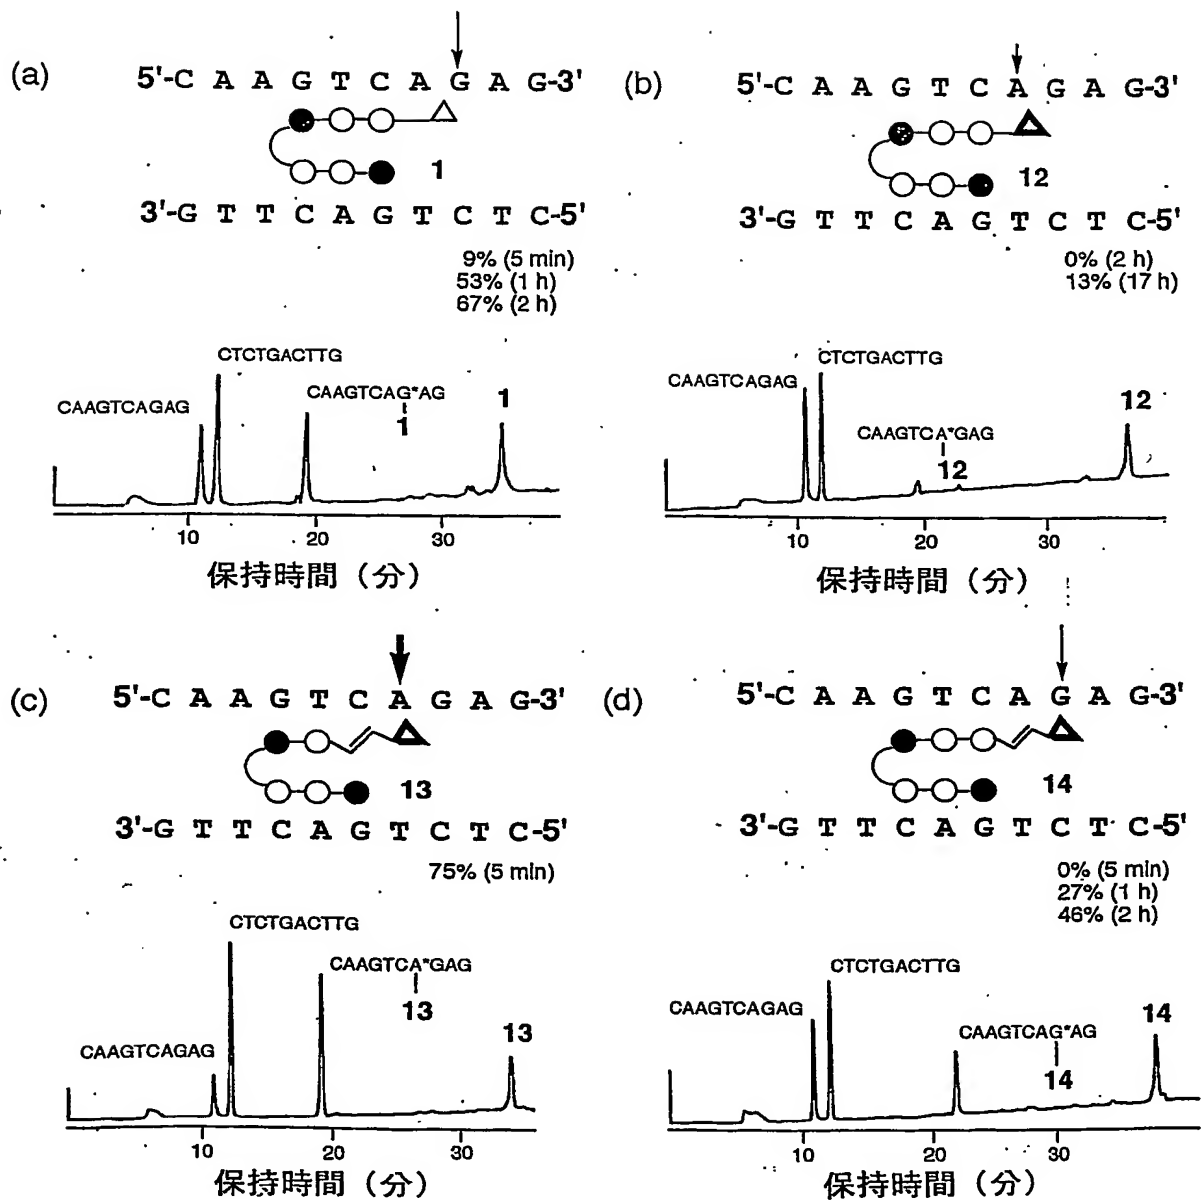 (a)
5'-C A A G T C A G A G-3'
1
3'-G T T C A G T C T C-5'
9% (5 min)
53% (1 h)
67% (2 h)
CTCTGACTTG
CAAGTCAGAG
CAAGTCAG*AG
1
1
10 20 30
保持時間（分）
(b)
5'-C A A G T C A G A G-3'
12
3'-G T T C A G T C T C-5'
0% (2 h)
13% (17 h)
CTCTGACTTG
CAAGTCAGAG
CAAGTCA*GAG
12
12
10 20 30
保持時間（分）
(c)
5'-C A A G T C A G A G-3'
13
3'-G T T C A G T C T C-5'
75% (5 min)
CTCTGACTTG
CAAGTCA*GAG
13
13
CAAGTCAGAG
10 20 30
保持時間（分）
(d)
5'-C A A G T C A G A G-3'
14
3'-G T T C A G T C T C-5'
0% (5 min)
27% (1 h)
46% (2 h)
CTCTGACTTG
CAAGTCAGAG
CAAGTCAG*AG
14
14
10 20 30
保持時間（分）